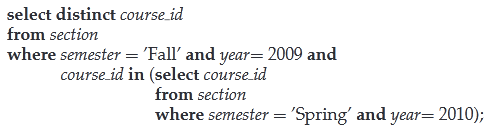 select distinct course_id
from section
where semester = 'Fall' and year= 2009 and
course_id in (select course_id
from section
where semester = 'Spring' and year= 2010);